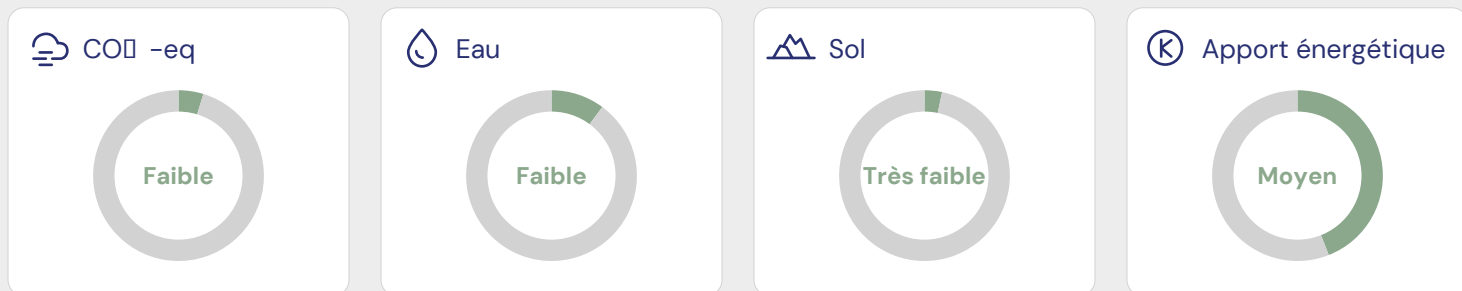 CO▯ -eq
Eau
Sol
Apport énergétique
Faible
Faible
Très faible
Moyen